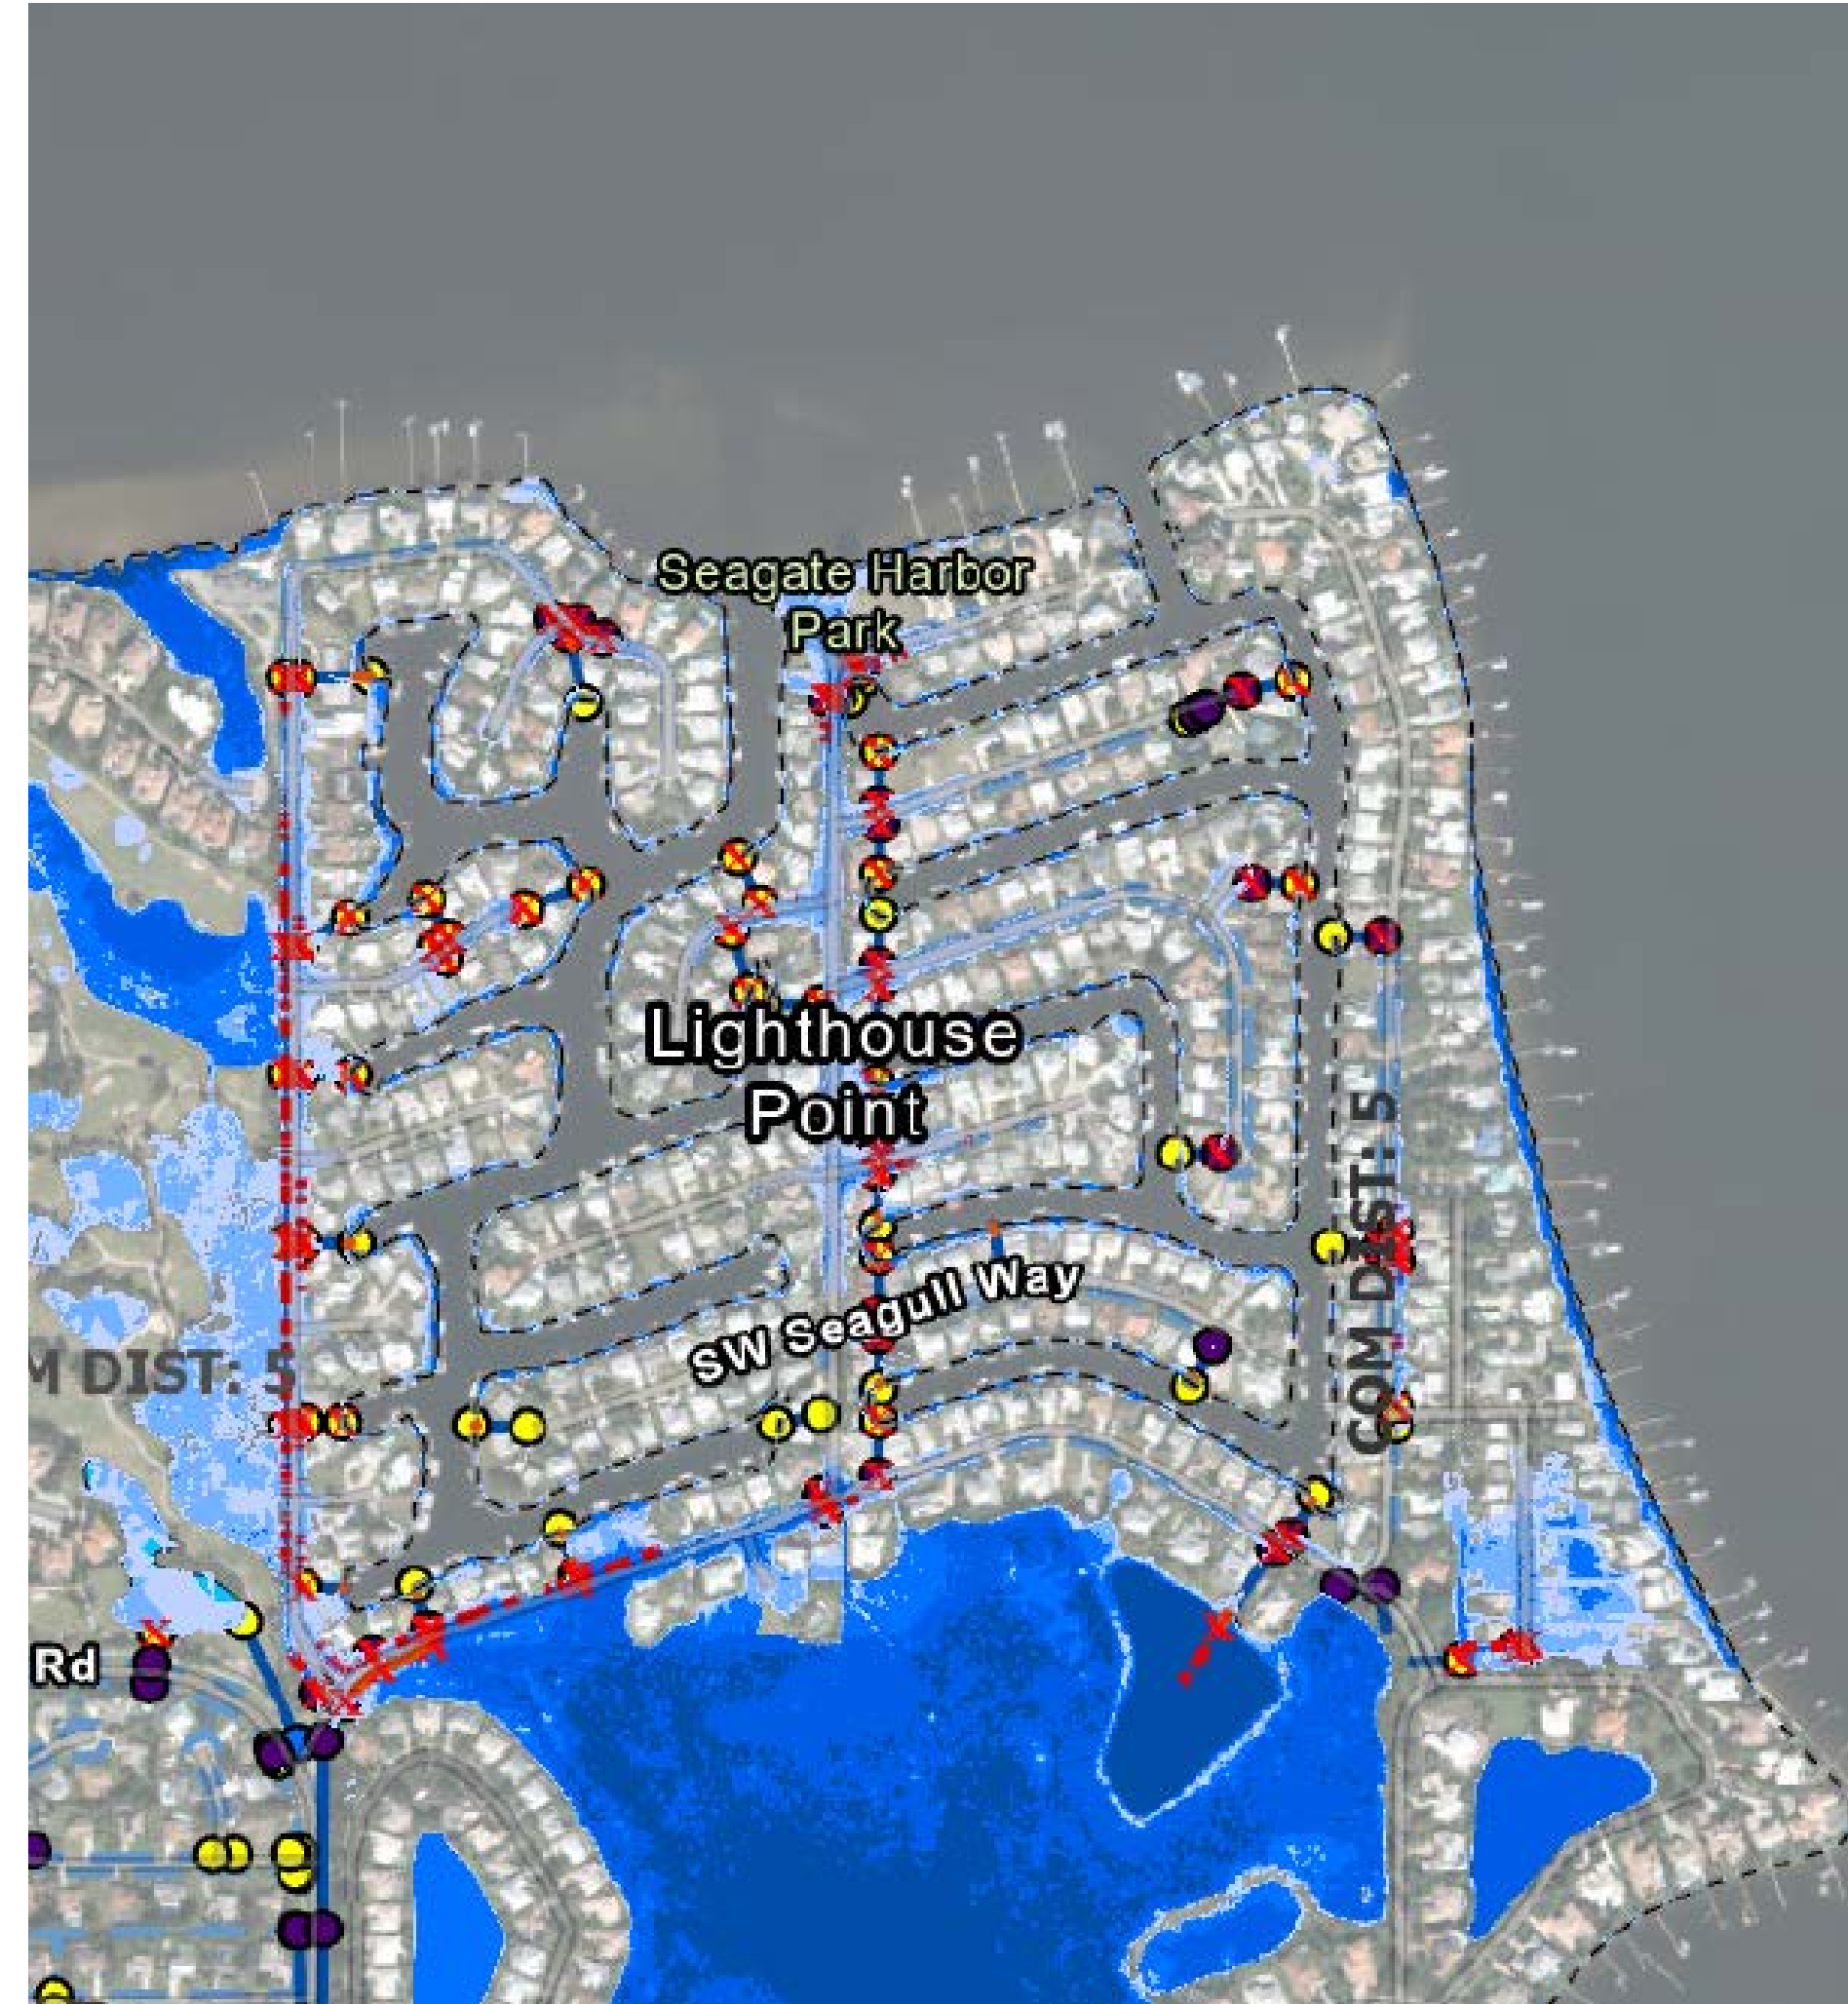 Seagate Harbor
Park
Lighthouse
Point
COM DIST: 5
SW Seagull Way
M DIST: 5
Rd